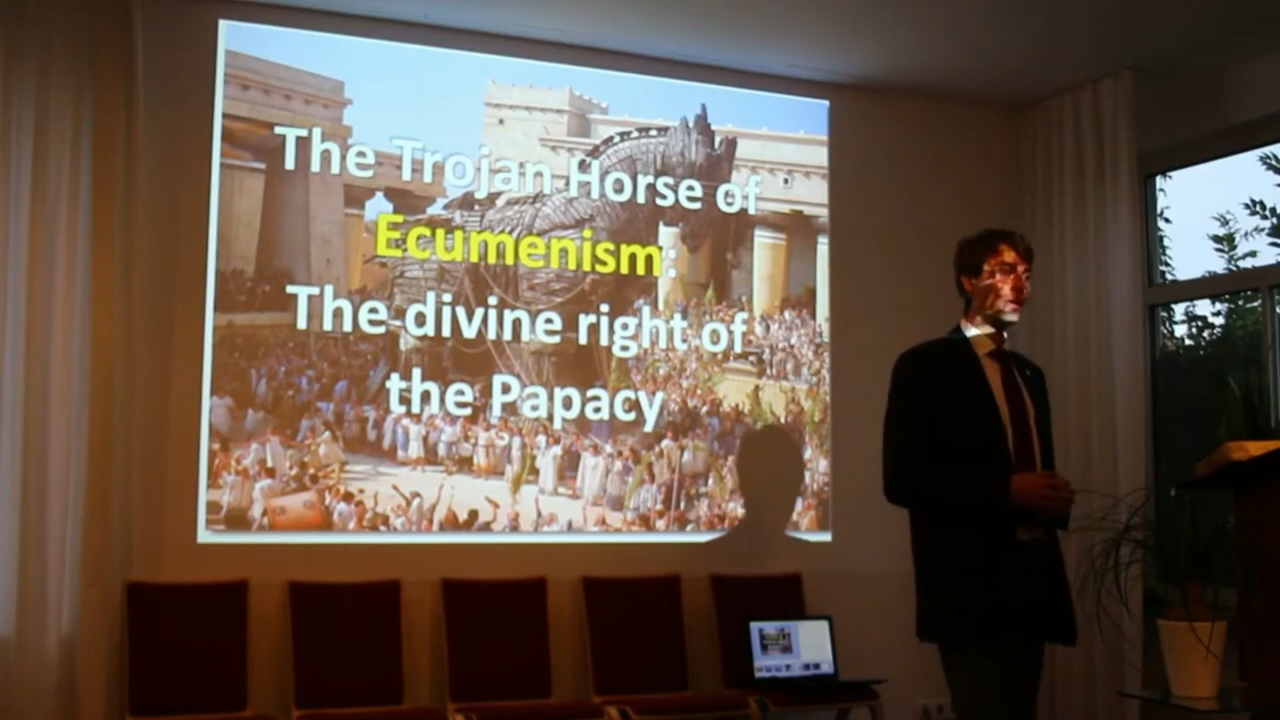 The Trojan Horse of
Ecumenism:
The divine right of
the Papacy